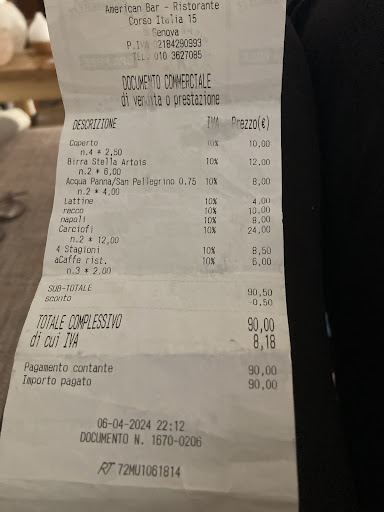 American Bar - Ristorante
Corso Italia 15
Genova
P.IVA 02184290993
TEL. 010 3627085
DOCUMENTO COMMERCIALE
di vendita o prestazione
DESCRIZIONE IVA Prezzo(€)
Coperto 10% 10,00
n.4 * 2,50
Birra Stella Artois 10% 12,00
n.2 * 6,00
Acqua Panna/San Pellegrino 0.75 10% 8,00
n.2 * 4,00
Lattine 10% 4,00
recco 10% 10,00
napoli 10% 8,00
Carciofi 10% 24,00
n.2 * 12,00
4 Stagioni 10% 8,50
aCaffe rist. 10% 6,00
n.3 * 2,00
SUB-TOTALE 90,50
sconto -0,50
TOTALE COMPLESSIVO 90,00
di cui IVA 8,18
Pagamento contante 90,00
Importo pagato 90,00
06-04-2024 22:12
DOCUMENTO N. 1670-0206
RT 72MU1061814